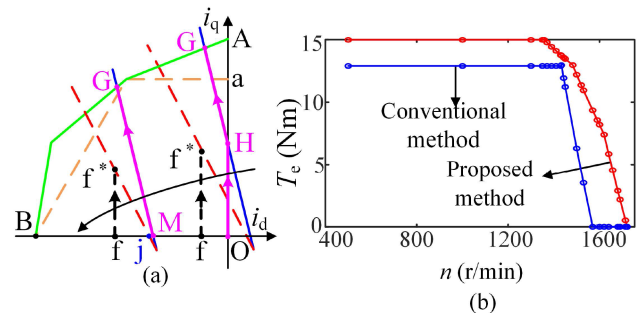 G i_q A
G a
H
f* f*
B M i_d
j f
f O
(a)
15
10
5
0
T_e (Nm)
Conventional
method
Proposed
method
400 800 1200 1600
n (r/min)
(b)